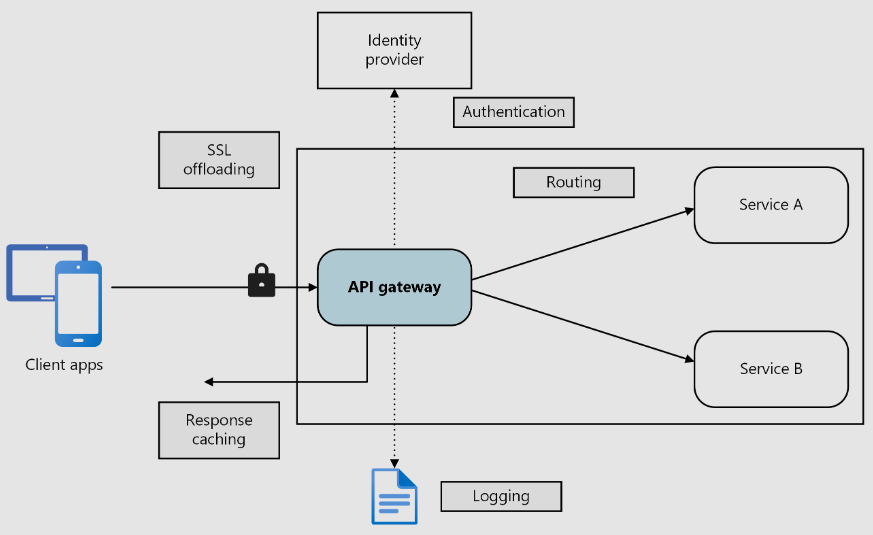 Identity
provider
Authentication
SSL
offloading
Routing
Service A
API gateway
Client apps
Service B
Response
caching
Logging